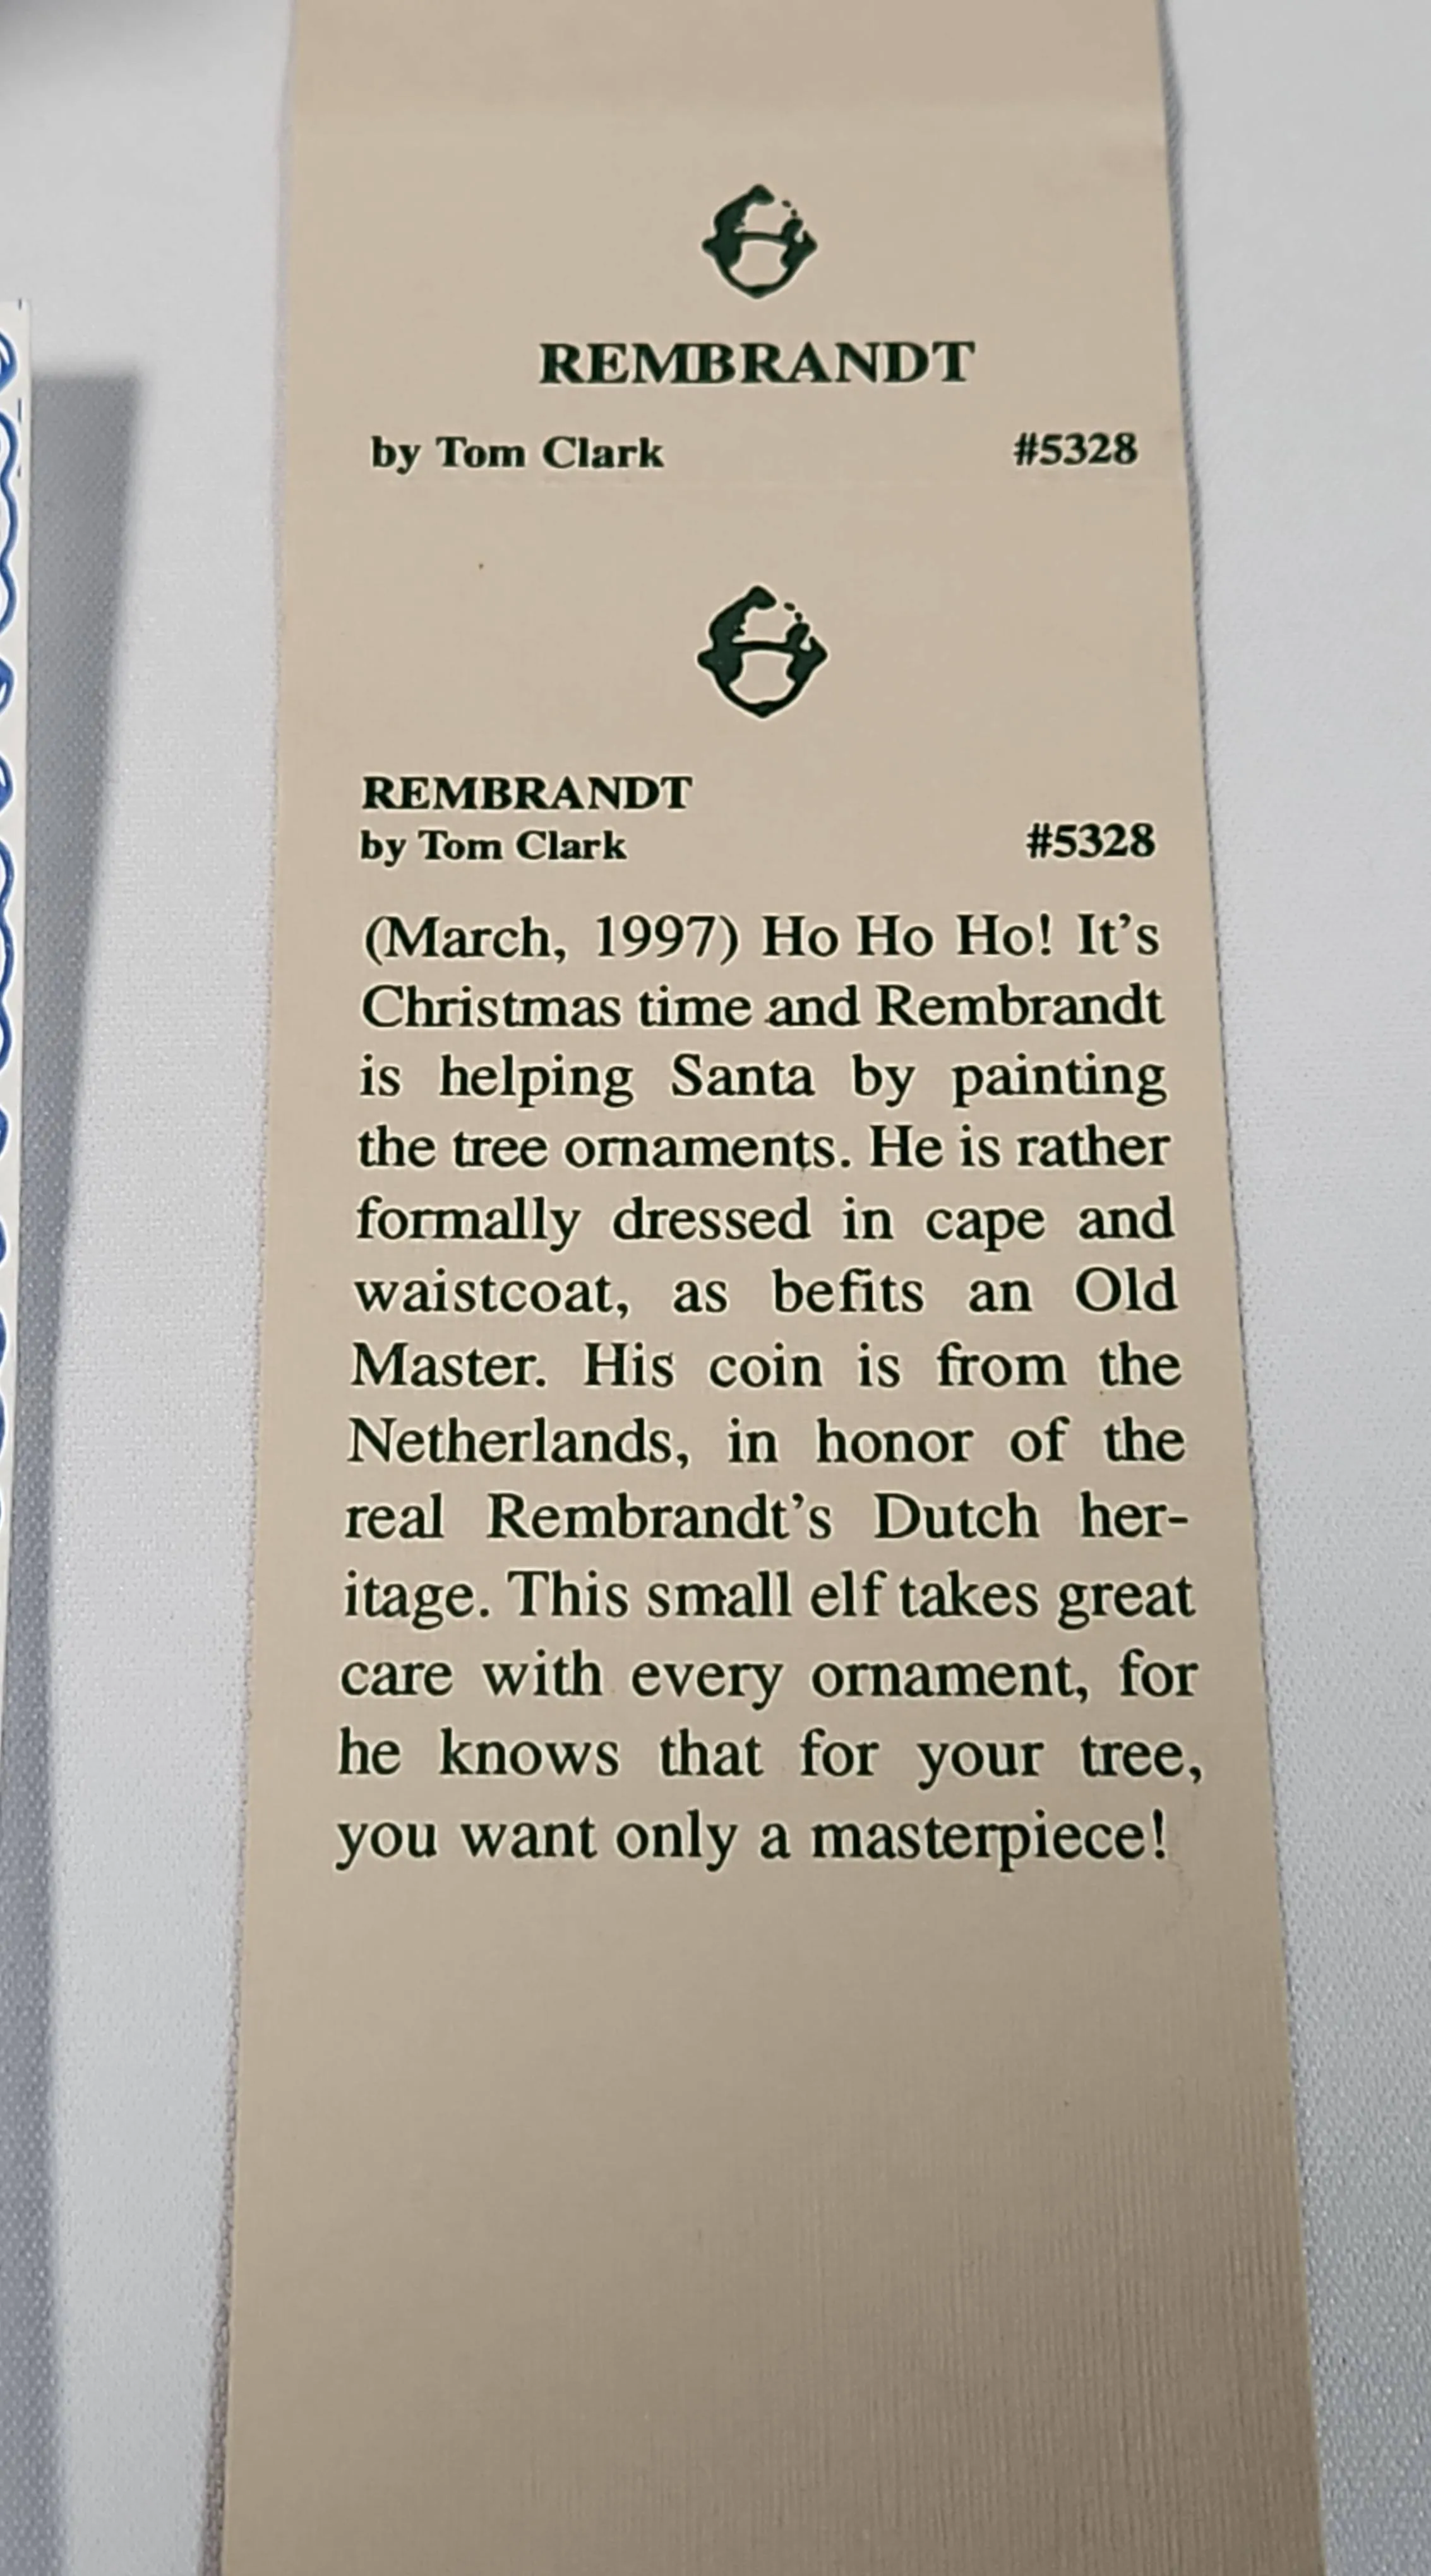 REMBRANDT
by Tom Clark #5328
REMBRANDT
by Tom Clark #5328
(March, 1997) Ho Ho Ho! It's
Christmas time and Rembrandt
is helping Santa by painting
the tree ornaments. He is rather
formally dressed in cape and
waistcoat, as befits an Old
Master. His coin is from the
Netherlands, in honor of the
real Rembrandt's Dutch her-
itage. This small elf takes great
care with every ornament, for
he knows that for your tree,
you want only a masterpiece!